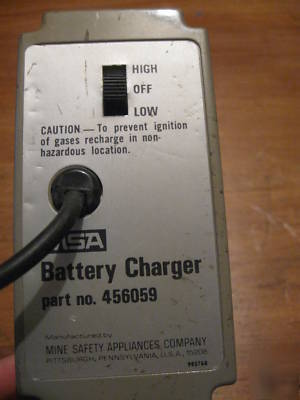 HIGH
OFF
LOW
CAUTION — To prevent ignition
of gases recharge in non-
hazardous location.
MSA
Battery Charger
part no. 456059
Manufactured by
MINE SAFETY APPLIANCES COMPANY
PITTSBURGH, PENNSYLVANIA, U.S.A., 15208